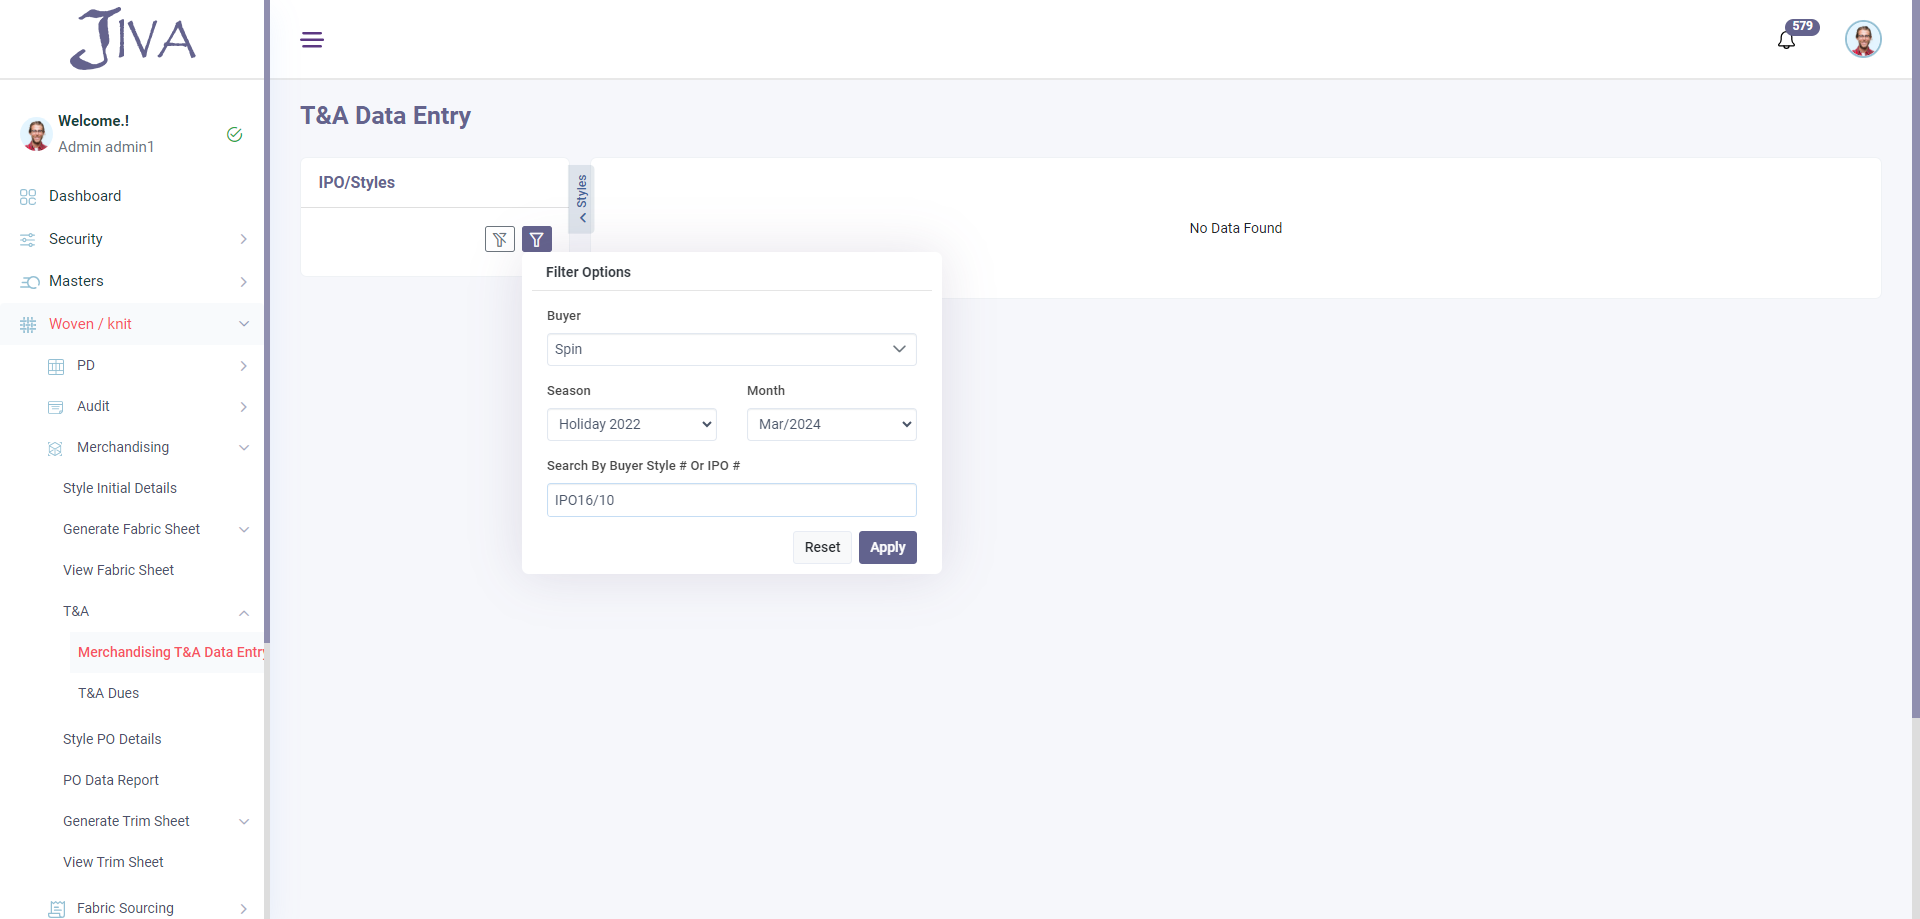 JIVA
579
Welcome.!
Admin admin1
Dashboard
Security
Masters
Woven / knit
PD
Audit
Merchandising
Style Initial Details
Generate Fabric Sheet
View Fabric Sheet
T&A
Merchandising T&A Data Entry
T&A Dues
Style PO Details
PO Data Report
Generate Trim Sheet
View Trim Sheet
Fabric Sourcing
T&A Data Entry
IPO/Styles
Styles
No Data Found
Filter Options
Buyer
Spin
Season
Month
Holiday 2022
Mar/2024
Search By Buyer Style # Or IPO #
IPO16/10
Reset
Apply